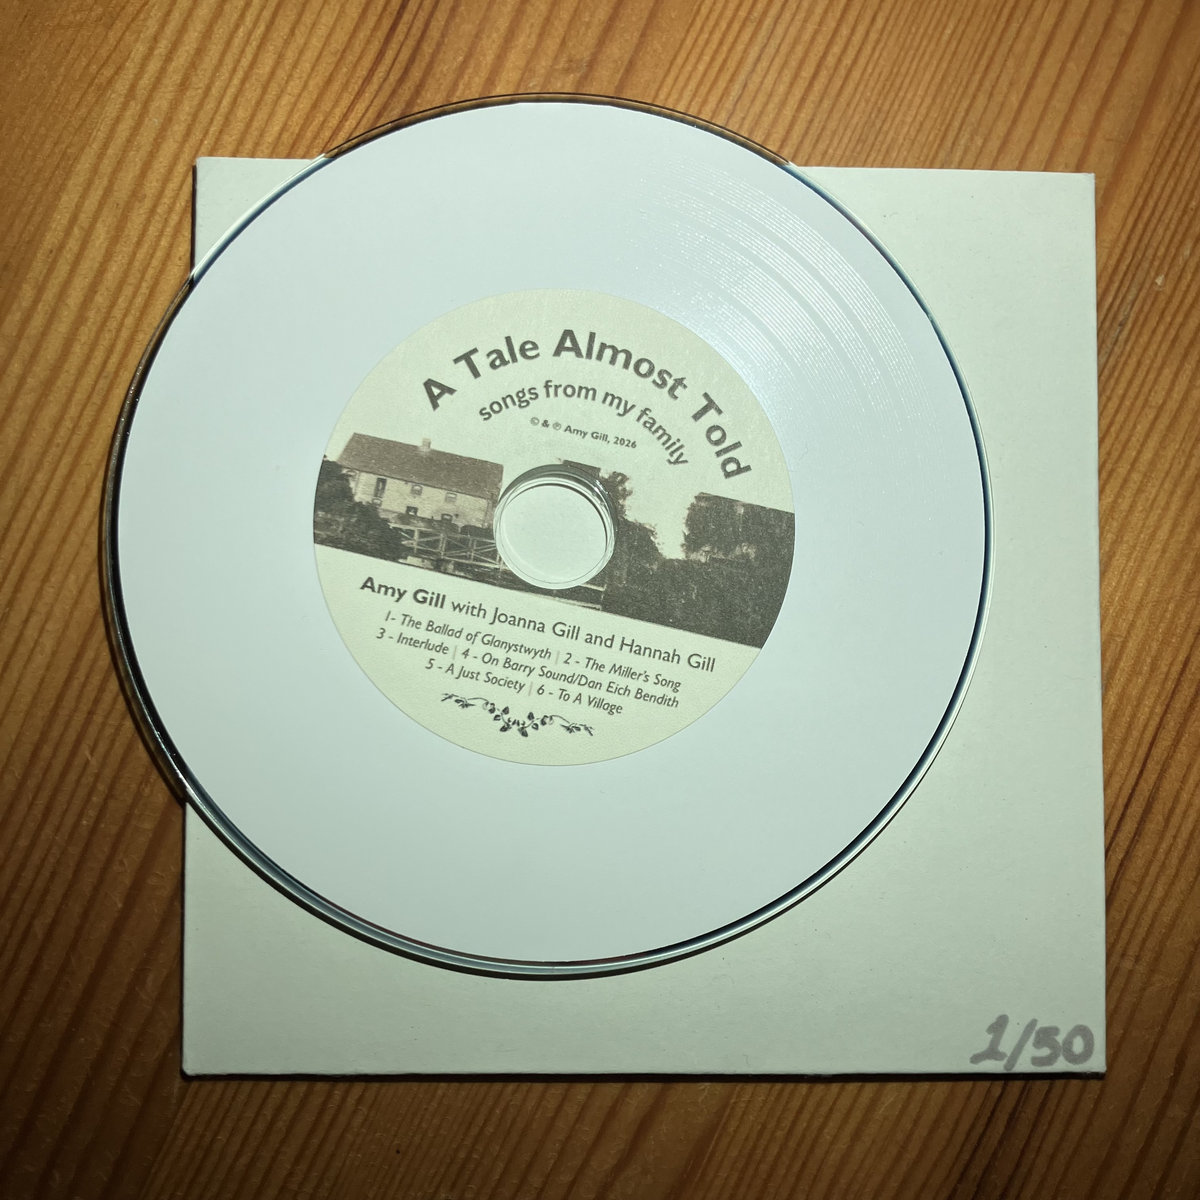 A Tale Almost Told
songs from my family
© & ℗ Amy Gill, 2026
Amy Gill with Joanna Gill and Hannah Gill
1- The Ballad of Glanystwyth | 2 - The Miller's Song
3 - Interlude | 4 - On Barry Sound/Dan Eich Bendith
5 - A Just Society | 6 - To A Village
1/50